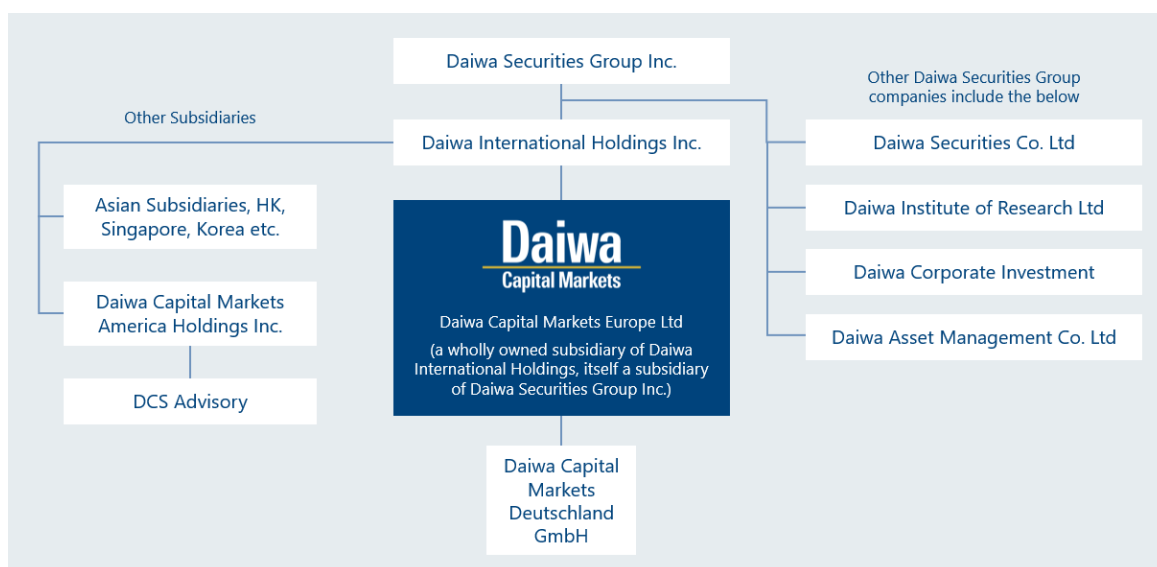 Daiwa Securities Group Inc.
Other Daiwa Securities Group
companies include the below
Other Subsidiaries
Daiwa International Holdings Inc.
Daiwa Securities Co. Ltd
Asian Subsidiaries, HK,
Singapore, Korea etc.
Daiwa Institute of Research Ltd
Daiwa
Capital Markets
Daiwa Corporate Investment
Daiwa Capital Markets
America Holdings Inc.
Daiwa Capital Markets Europe Ltd
(a wholly owned subsidiary of Daiwa
International Holdings, itself a subsidiary
of Daiwa Securities Group Inc.)
Daiwa Asset Management Co. Ltd
DCS Advisory
Daiwa Capital
Markets
Deutschland
GmbH